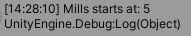 [14:28:10] Mills starts at: 5
UnityEngine.Debug:Log(Object)